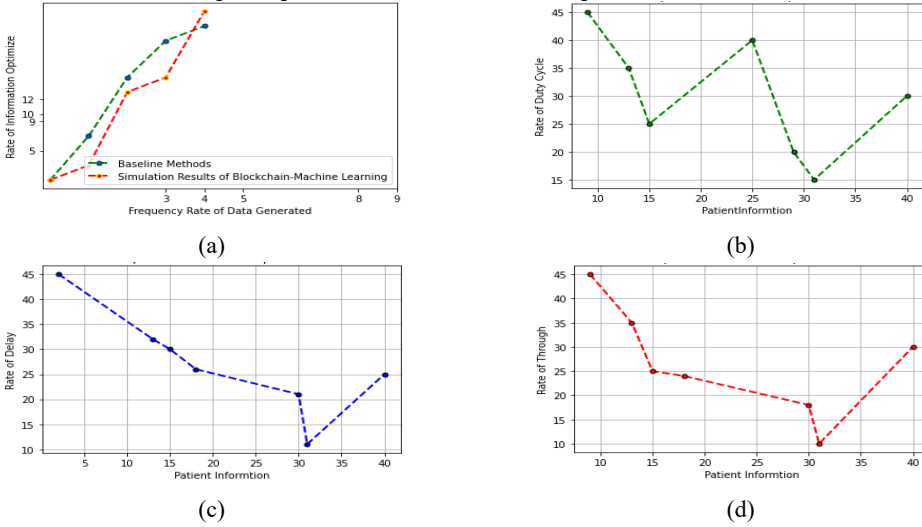 Rate of Information Optimize
12
10
9
5
Baseline Methods
Simulation Results of Blockchain-Machine Learning
3 4 5 8 9
Frequency Rate of Data Generated
(a)
Rate of Duty Cycle
45
40
35
30
25
20
15
10 15 20 25 30 35 40
PatientInformtion
(b)
Rate of Delay
45
40
35
30
25
20
15
10
5 10 15 20 25 30 35 40
Patient Informtion
(c)
Rate of Through
45
40
35
30
25
20
15
10
10 15 20 25 30 35 40
Patient Informtion
(d)